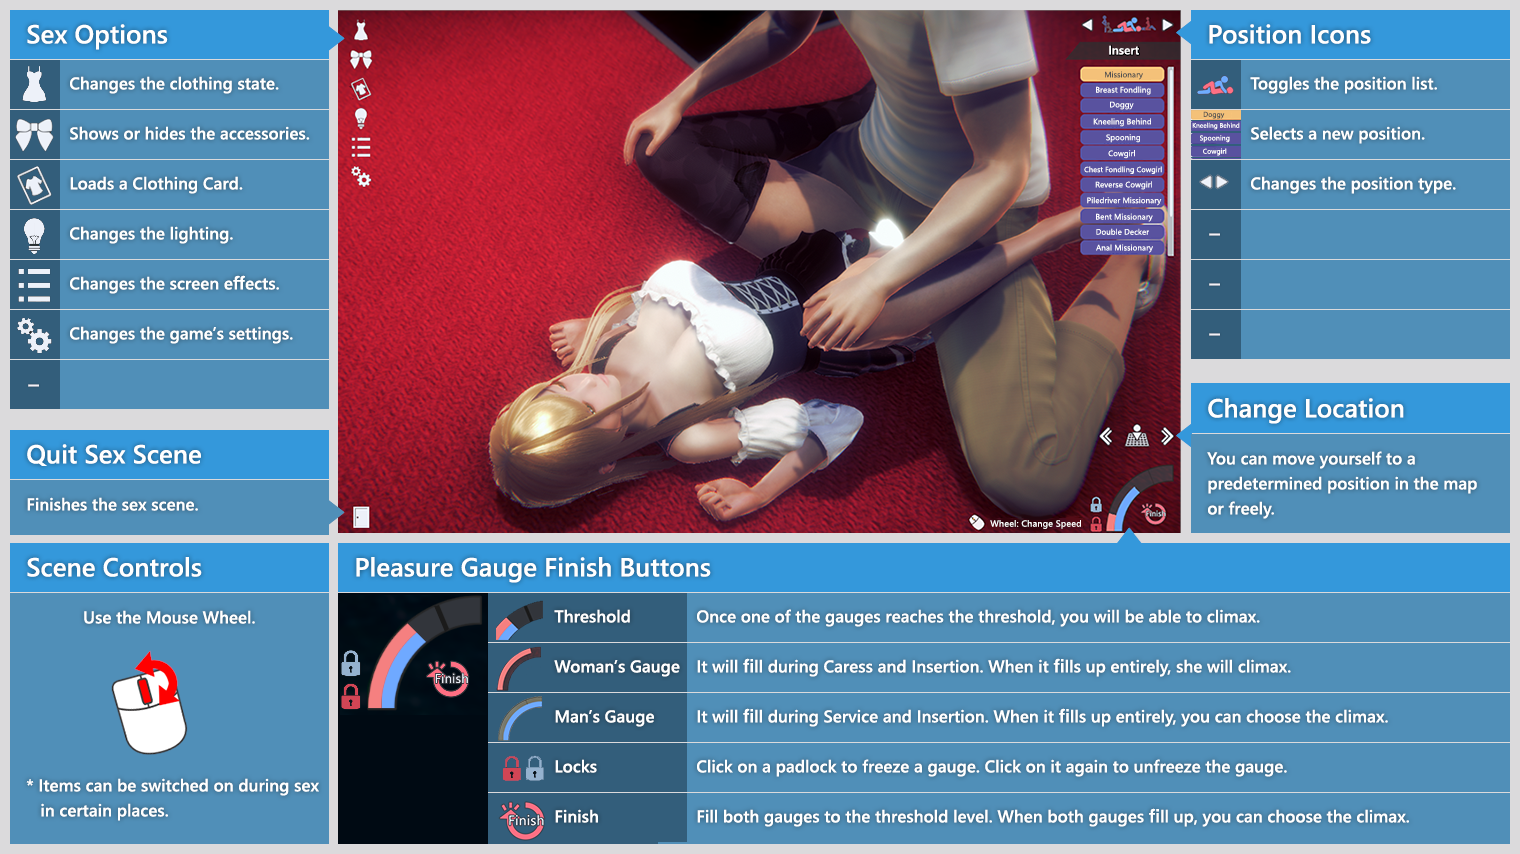 Sex Options
Changes the clothing state.
Shows or hides the accessories.
Loads a Clothing Card.
Changes the lighting.
Changes the screen effects.
Changes the game's settings.
–
Quit Sex Scene
Finishes the sex scene.
Scene Controls
Use the Mouse Wheel.
* Items can be switched on during sex
in certain places.
Insert
Missionary
Breast Fondling
Doggy
Kneeling Behind
Spooning
Cowgirl
Chest Fondling Cowgirl
Reverse Cowgirl
Piledriver Missionary
Bent Missionary
Double Decker
Anal Missionary
Finish
Wheel: Change Speed
Position Icons
Toggles the position list.
Doggy
Kneeling Behind
Spooning
Cowgirl
Selects a new position.
Changes the position type.
–
–
–
Change Location
You can move yourself to a
predetermined position in the map
or freely.
Pleasure Gauge Finish Buttons
Finish
Threshold
Once one of the gauges reaches the threshold, you will be able to climax.
Woman's Gauge
It will fill during Caress and Insertion. When it fills up entirely, she will climax.
Man's Gauge
It will fill during Service and Insertion. When it fills up entirely, you can choose the climax.
Locks
Click on a padlock to freeze a gauge. Click on it again to unfreeze the gauge.
Finish
Finish
Fill both gauges to the threshold level. When both gauges fill up, you can choose the climax.